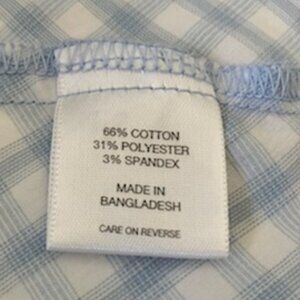 66% COTTON
31% POLYESTER
3% SPANDEX
MADE IN
BANGLADESH
CARE ON REVERSE